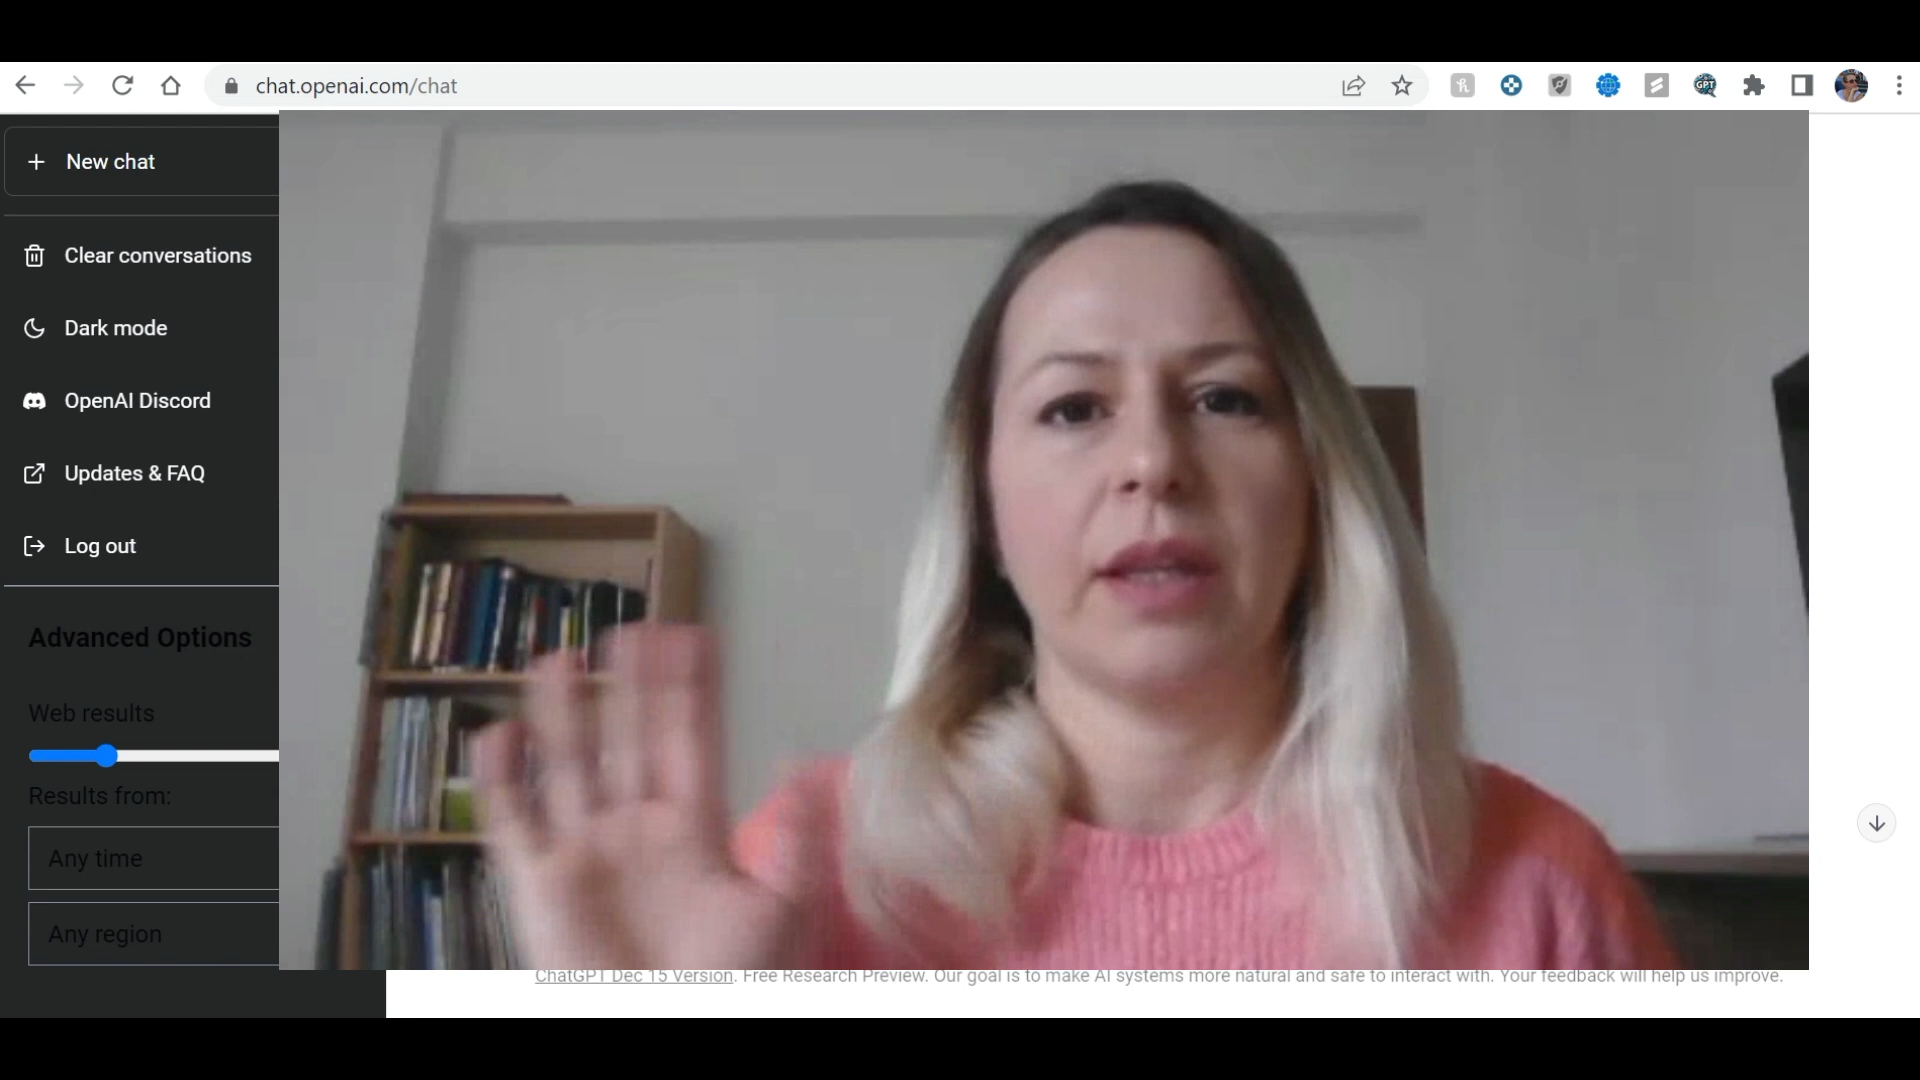 chat.openai.com/chat
GPT
New chat
Clear conversations
Dark mode
OpenAI Discord
Updates & FAQ
Log out
Advanced Options
Web results
Results from:
Any time
Any region
ChatGPT Dec 15 Version. Free Research Preview. Our goal is to make AI systems more natural and safe to interact with. Your feedback will help us improve.